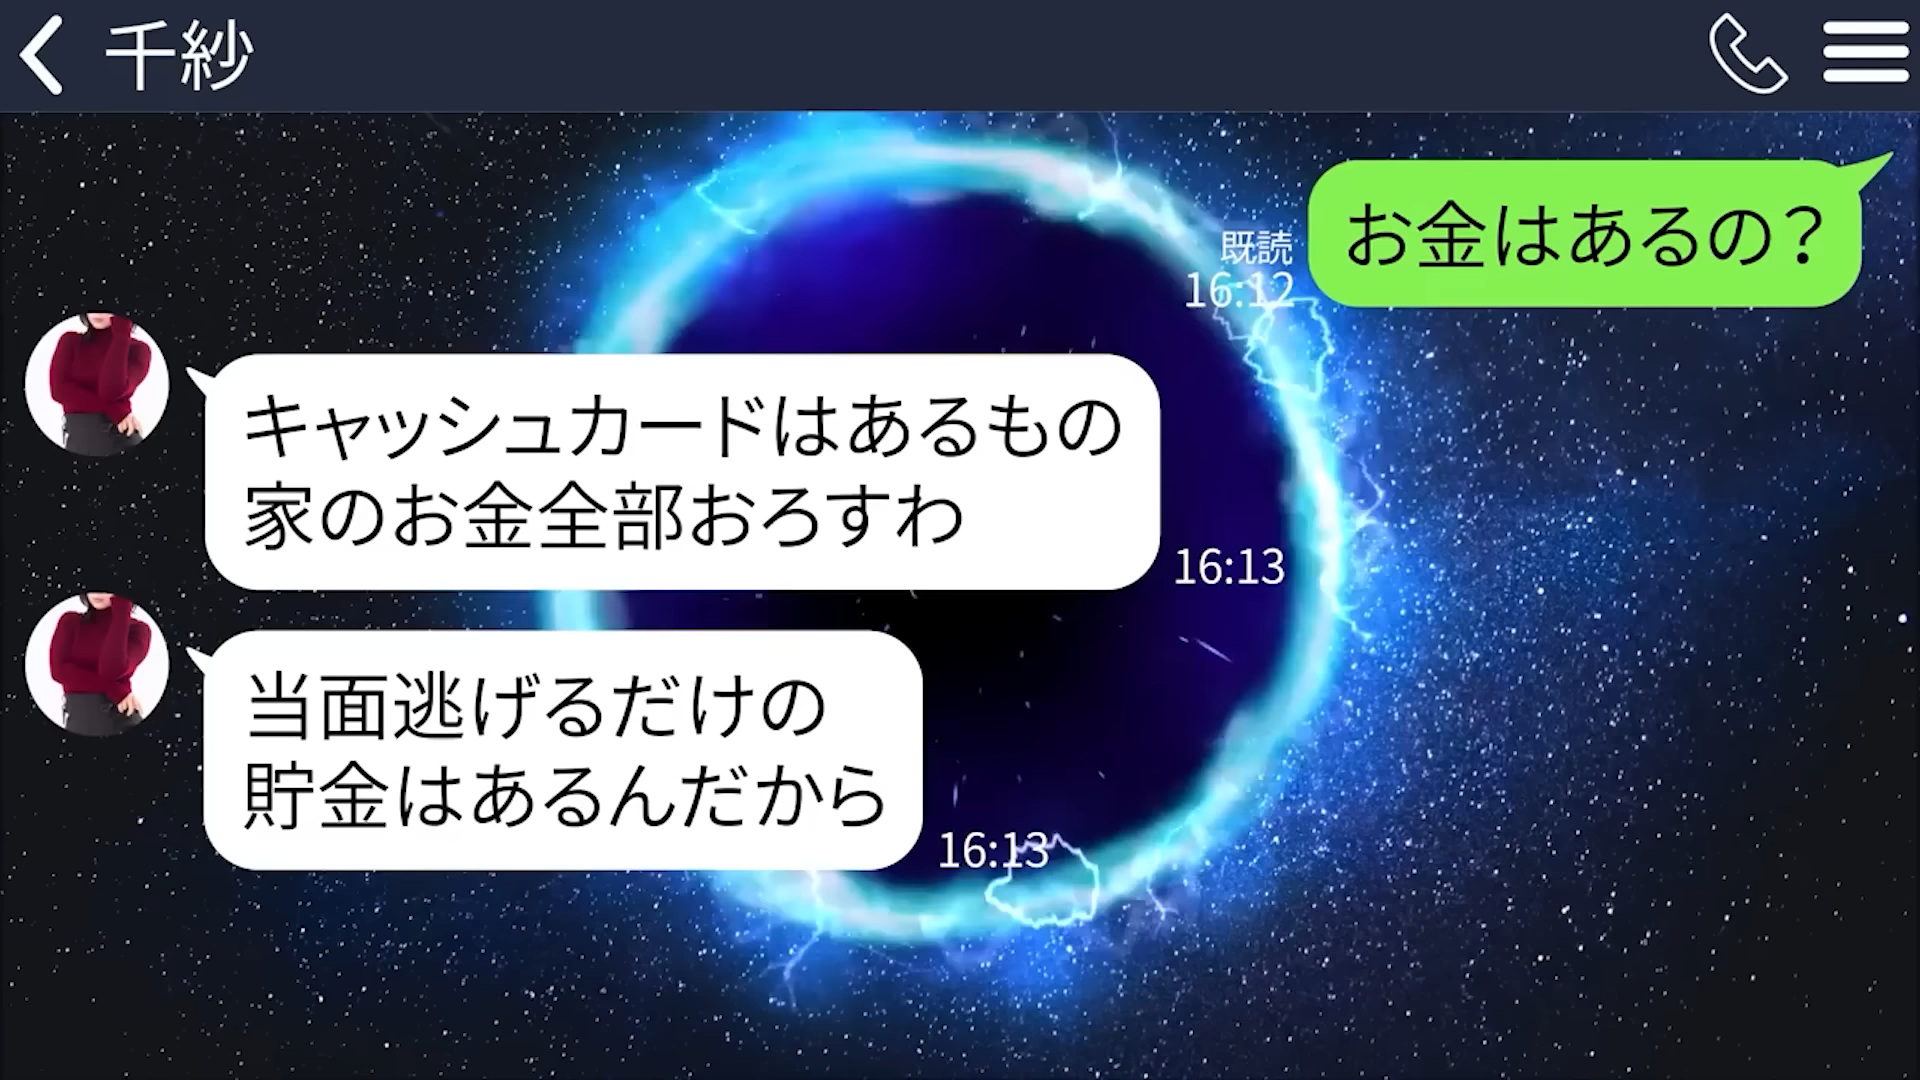 千紗
お金はあるの？
既読
16:12
キャッシュカードはあるもの
家のお金全部おろすわ
16:13
当面逃げるだけの
貯金はあるんだから
16:13